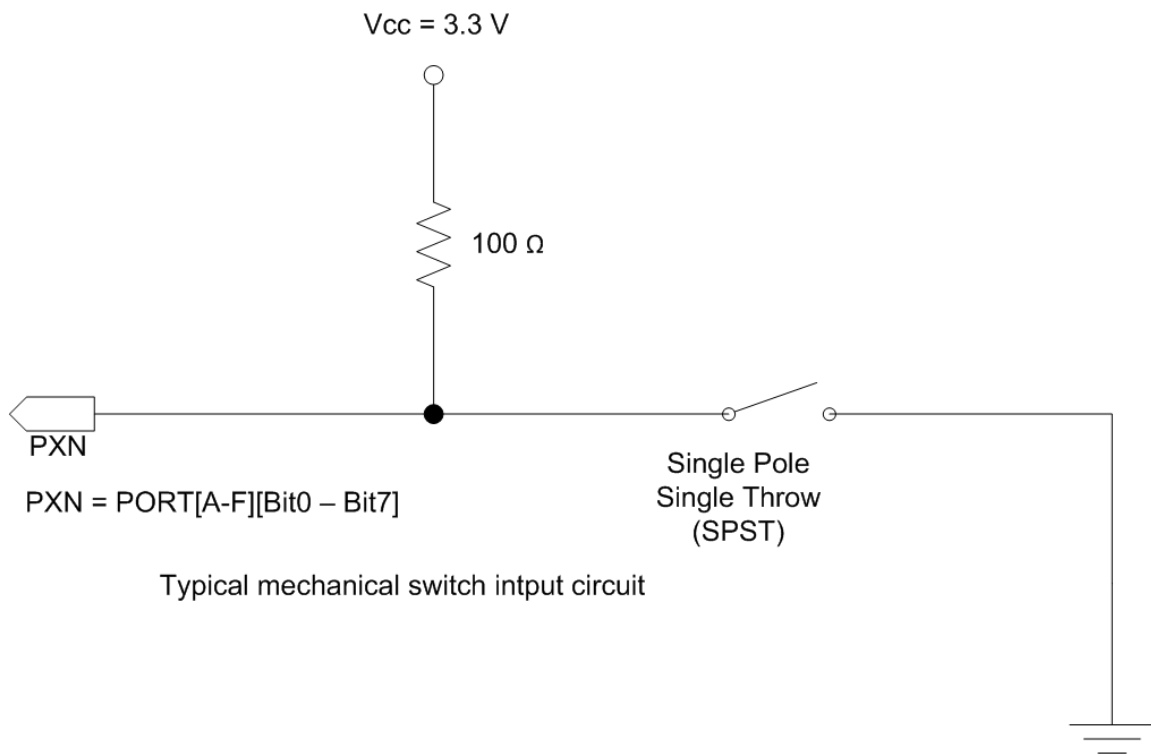 Vcc = 3.3 V
100 Ω
PXN
PXN = PORT[A-F][Bit0 – Bit7]
Single Pole
Single Throw
(SPST)
Typical mechanical switch intput circuit